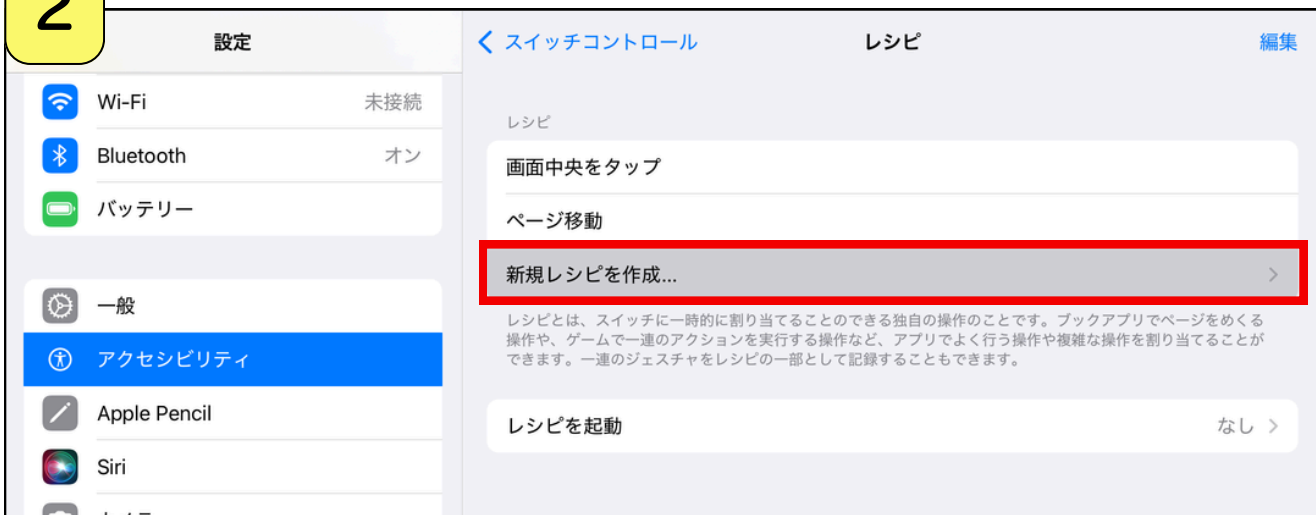 2
設定
Wi-Fi 未接続
Bluetooth オン
バッテリー
一般
アクセシビリティ
Apple Pencil
Siri
スイッチコントロール レシピ 編集
レシピ
画面中央をタップ
ページ移動
新規レシピを作成...
レシピとは、スイッチに一時的に割り当てることのできる独自の操作のことです。ブックアプリでページをめくる
操作や、ゲームで一連のアクションを実行する操作など、アプリでよく行う操作や複雑な操作を割り当てることが
できます。一連のジェスチャをレシピの一部として記録することもできます。
レシピを起動 なし